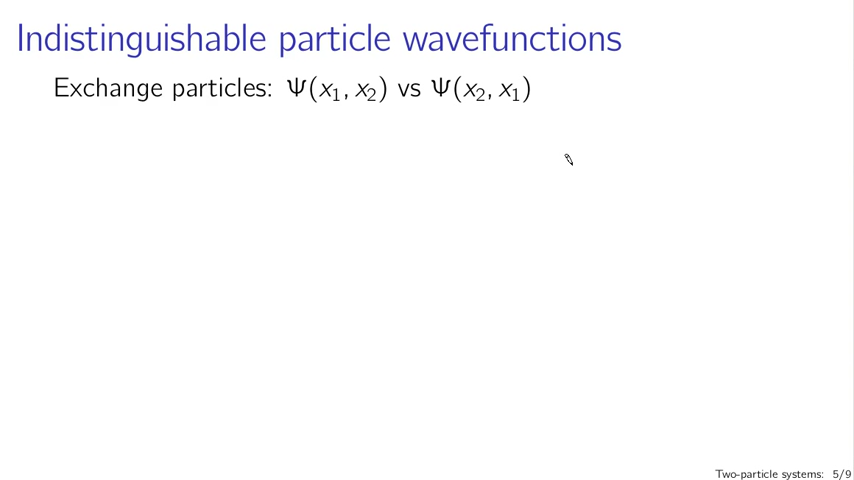 Indistinguishable particle wavefunctions
Exchange particles: Ψ(x₁, x₂) vs Ψ(x₂, x₁)
Two-particle systems: 5/9